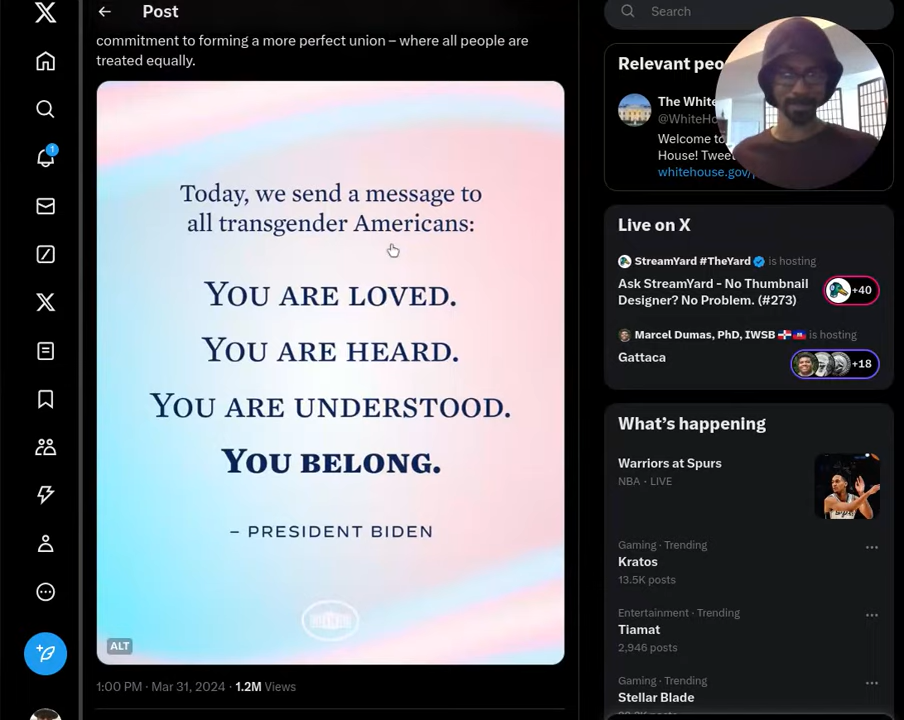 Post
Search
commitment to forming a more perfect union – where all people are
treated equally.
Today, we send a message to
all transgender Americans:
YOU ARE LOVED.
YOU ARE HEARD.
YOU ARE UNDERSTOOD.
YOU BELONG.
– PRESIDENT BIDEN
ALT
1:00 PM · Mar 31, 2024 · 1.2M Views
1
Relevant
The White
Welcome to
House! Tweet
whitehouse.gov/
Live on X
StreamYard #TheYard is hosting
Ask StreamYard - No Thumbnail
Designer? No Problem. (#273)
+40
Marcel Dumas, PhD, IWSB 🇩🇴🇭🇹 is hosting
Gattaca
+18
What’s happening
Warriors at Spurs
NBA · LIVE
Gaming · Trending
Kratos
13.5K posts
Entertainment · Trending
Tiamat
2,946 posts
Gaming · Trending
Stellar Blade